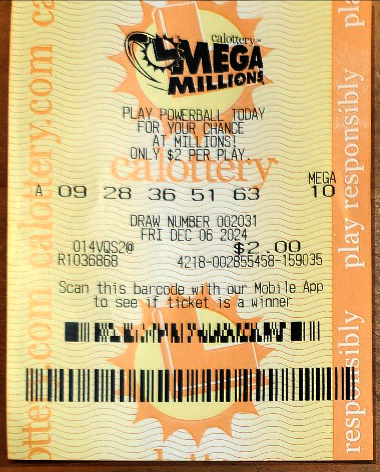 calottery
MEGA
MILLIONS
PLAY POWERBALL TODAY
FOR YOUR CHANCE
AT MILLIONS!
ONLY $2 PER PLAY.
calottery
MEGA
A 09 28 36 51 63 10
DRAW NUMBER 002031
FRI DEC 06 2024
014VQS2@ $2.00
R1036868 4218-002855458-159035
Scan this barcode with our Mobile App
to see if ticket is a winner
calottery.com
play responsibly
responsibly